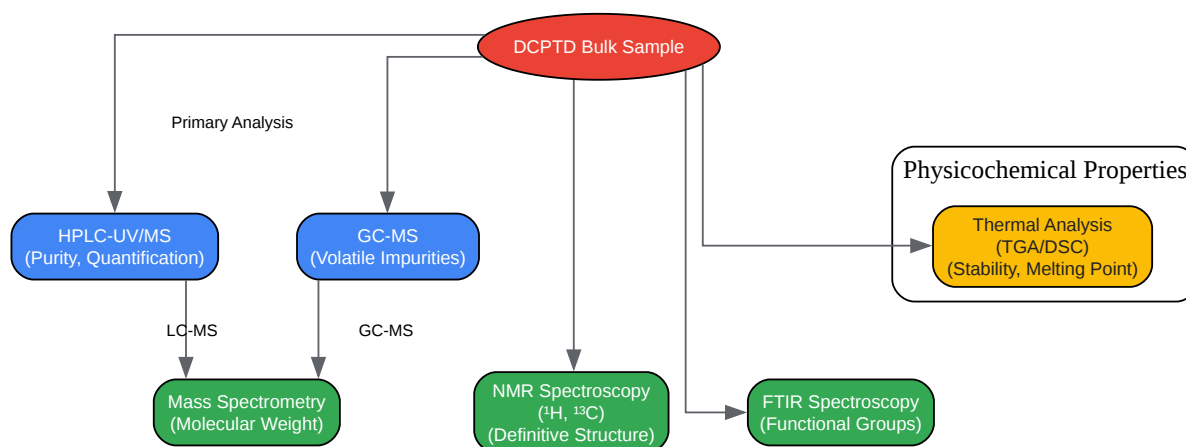 DCPTD Bulk Sample
Primary Analysis
Physicochemical Properties
HPLC-UV/MS
(Purity, Quantification)
GC-MS
(Volatile Impurities)
Thermal Analysis
(TGA/DSC)
(Stability, Melting Point)
LC-MS
GC-MS
Mass Spectrometry
(Molecular Weight)
NMR Spectroscopy
(¹H, ¹³C)
(Definitive Structure)
FTIR Spectroscopy
(Functional Groups)